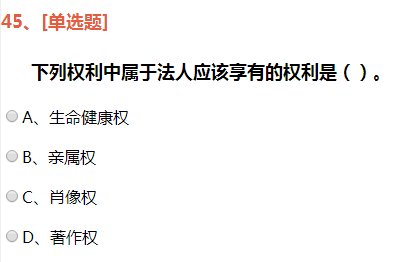 45、[单选题]
下列权利中属于法人应该享有的权利是（ ）。
A、生命健康权
B、亲属权
C、肖像权
D、著作权